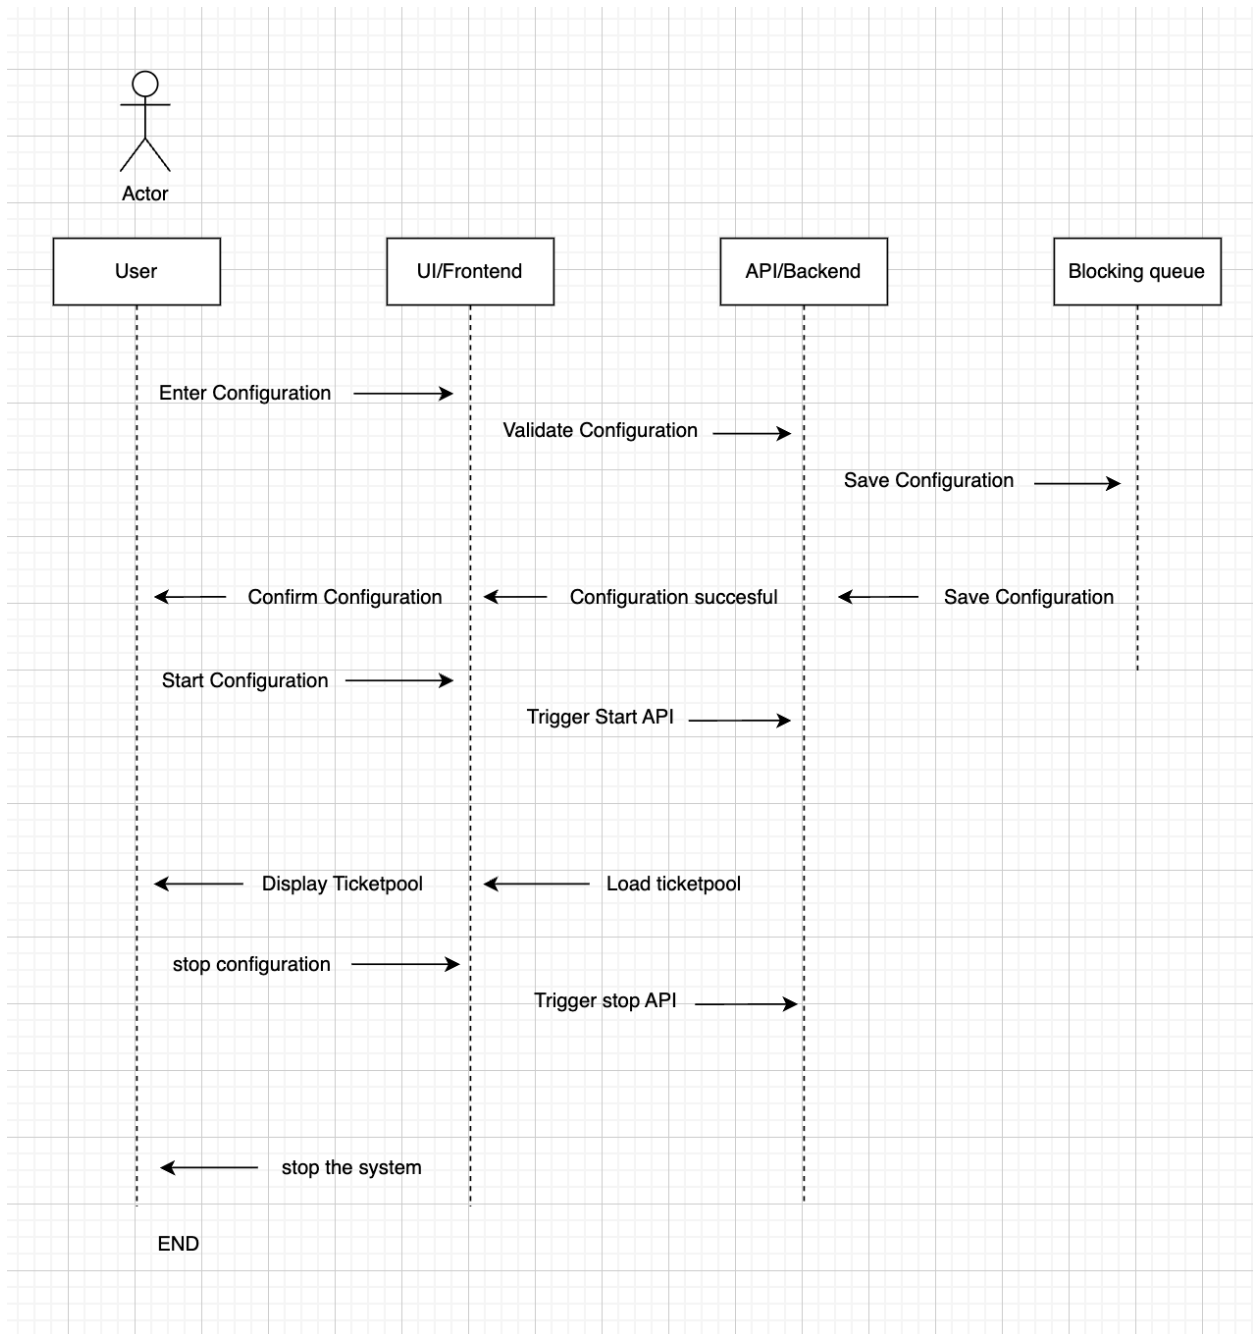 Actor
User
UI/Frontend
API/Backend
Blocking queue
Enter Configuration
Validate Configuration
Save Configuration
Confirm Configuration
Configuration succesful
Save Configuration
Start Configuration
Trigger Start API
Display Ticketpool
Load ticketpool
stop configuration
Trigger stop API
stop the system
END